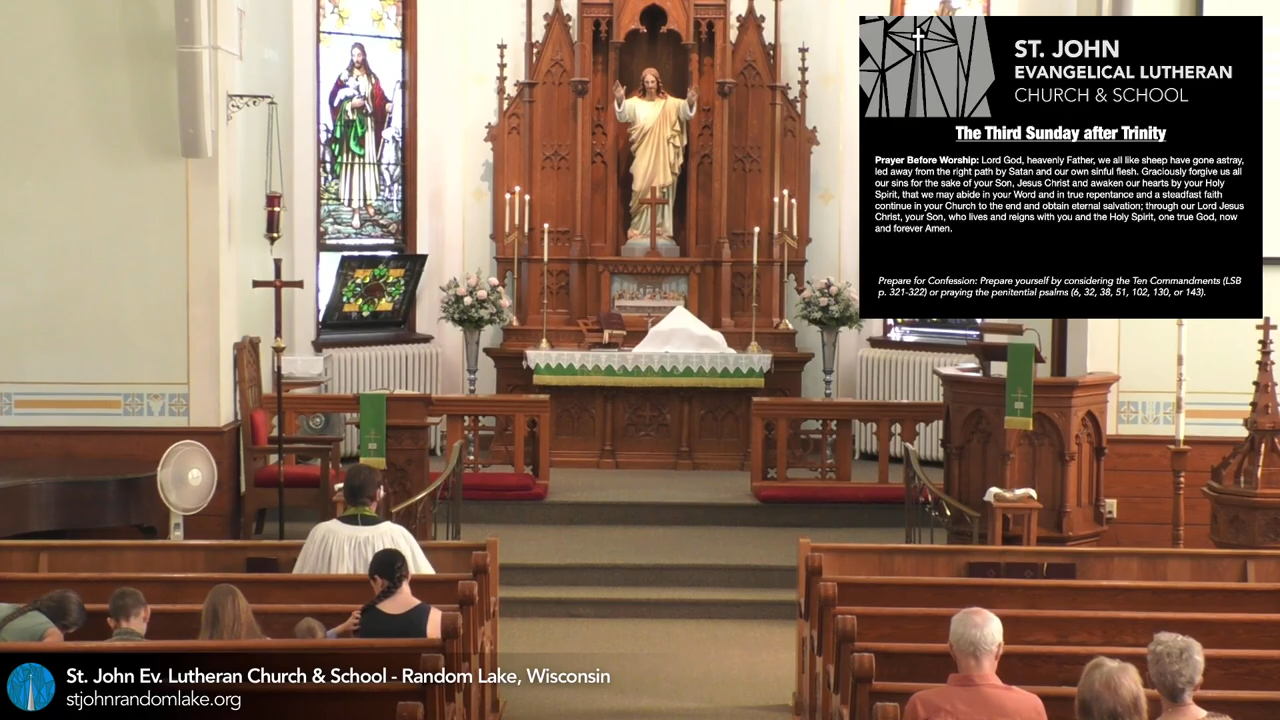 ST. JOHN
EVANGELICAL LUTHERAN
CHURCH & SCHOOL
The Third Sunday after Trinity
Prayer Before Worship: Lord God, heavenly Father, we all like sheep have gone astray,
led away from the right path by Satan and our own sinful flesh. Graciously forgive us all
our sins for the sake of your Son, Jesus Christ and awaken our hearts by your Holy
Spirit, that we may abide in your Word and in true repentance and a steadfast faith
continue in your Church to the end and obtain eternal salvation; through our Lord Jesus
Christ, your Son, who lives and reigns with you and the Holy Spirit, one true God, now
and forever Amen.
Prepare for Confession: Prepare yourself by considering the Ten Commandments (LSB
p. 321-322) or praying the penitential psalms (6, 32, 38, 51, 102, 130, or 143).
St. John Ev. Lutheran Church & School - Random Lake, Wisconsin
stjohnrandomlake.org